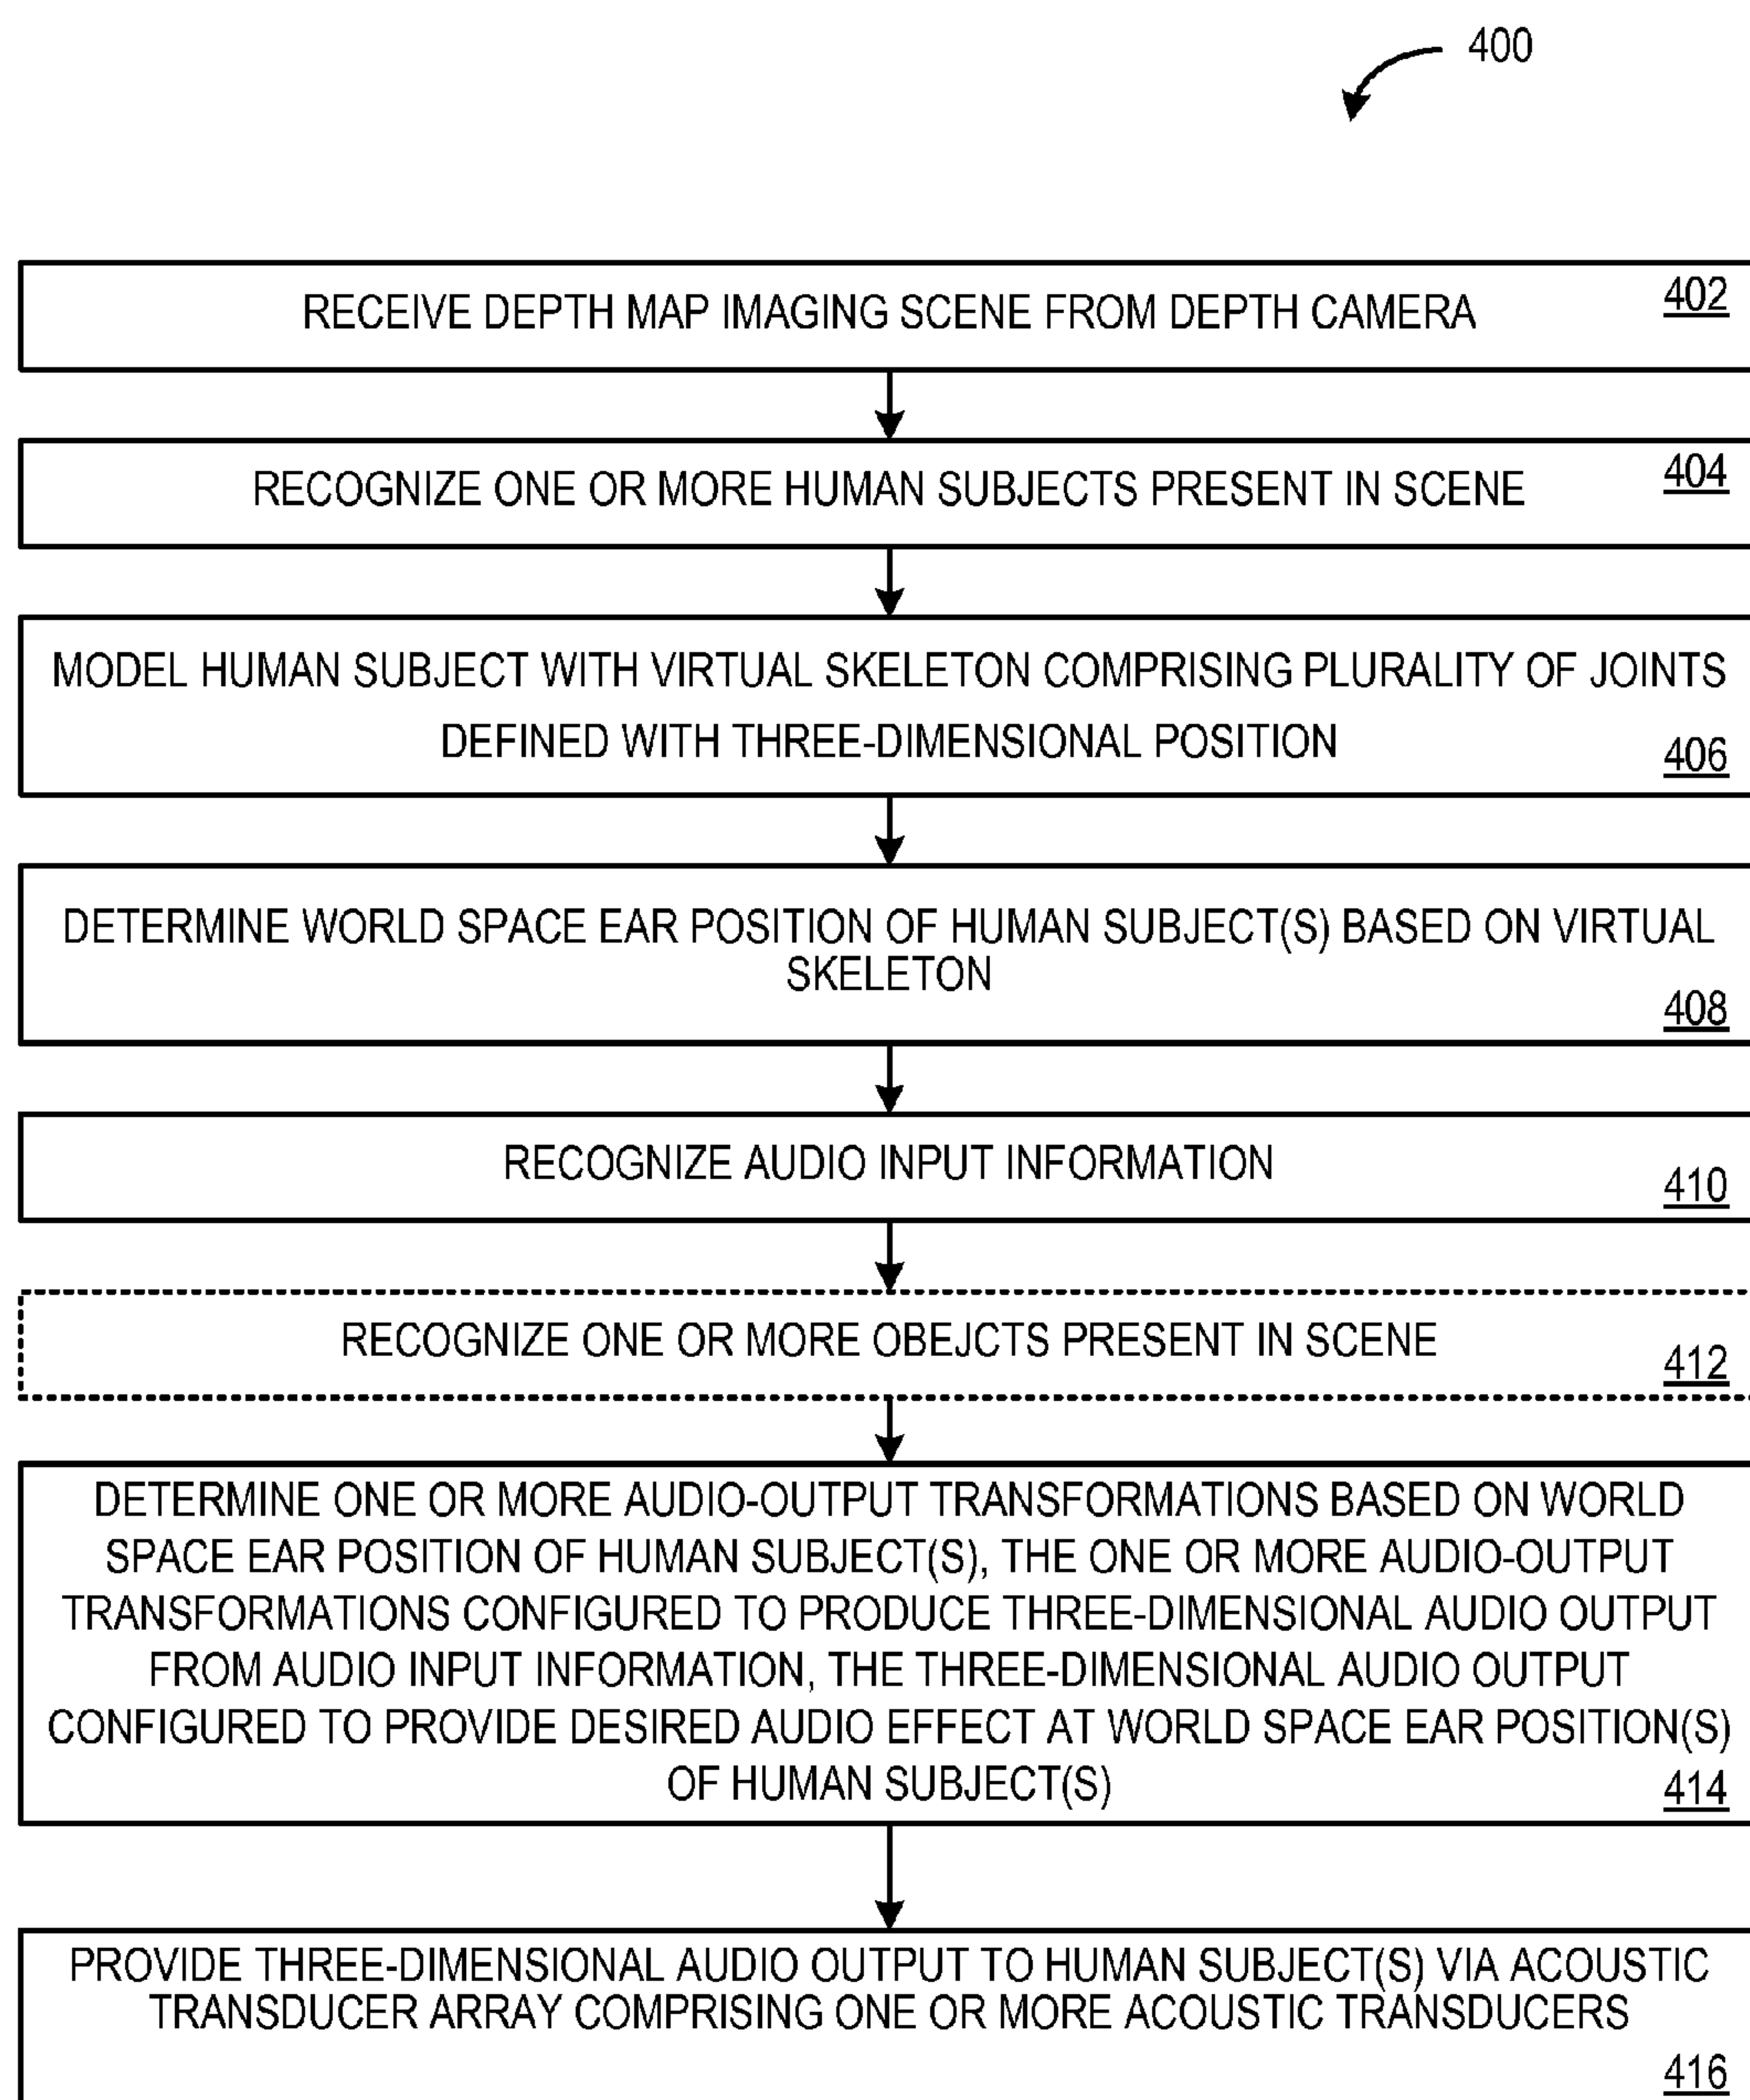 400
RECEIVE DEPTH MAP IMAGING SCENE FROM DEPTH CAMERA
402
RECOGNIZE ONE OR MORE HUMAN SUBJECTS PRESENT IN SCENE
404
MODEL HUMAN SUBJECT WITH VIRTUAL SKELETON COMPRISING PLURALITY OF JOINTS
DEFINED WITH THREE-DIMENSIONAL POSITION
406
DETERMINE WORLD SPACE EAR POSITION OF HUMAN SUBJECT(S) BASED ON VIRTUAL
SKELETON
408
RECOGNIZE AUDIO INPUT INFORMATION
410
RECOGNIZE ONE OR MORE OBEJCTS PRESENT IN SCENE
412
DETERMINE ONE OR MORE AUDIO-OUTPUT TRANSFORMATIONS BASED ON WORLD
SPACE EAR POSITION OF HUMAN SUBJECT(S), THE ONE OR MORE AUDIO-OUTPUT
TRANSFORMATIONS CONFIGURED TO PRODUCE THREE-DIMENSIONAL AUDIO OUTPUT
FROM AUDIO INPUT INFORMATION, THE THREE-DIMENSIONAL AUDIO OUTPUT
CONFIGURED TO PROVIDE DESIRED AUDIO EFFECT AT WORLD SPACE EAR POSITION(S)
OF HUMAN SUBJECT(S)
414
PROVIDE THREE-DIMENSIONAL AUDIO OUTPUT TO HUMAN SUBJECT(S) VIA ACOUSTIC
TRANSDUCER ARRAY COMPRISING ONE OR MORE ACOUSTIC TRANSDUCERS
416